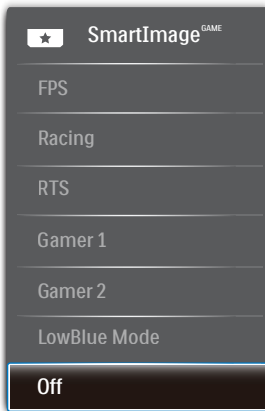 SmartImage GAME
FPS
Racing
RTS
Gamer 1
Gamer 2
LowBlue Mode
Off